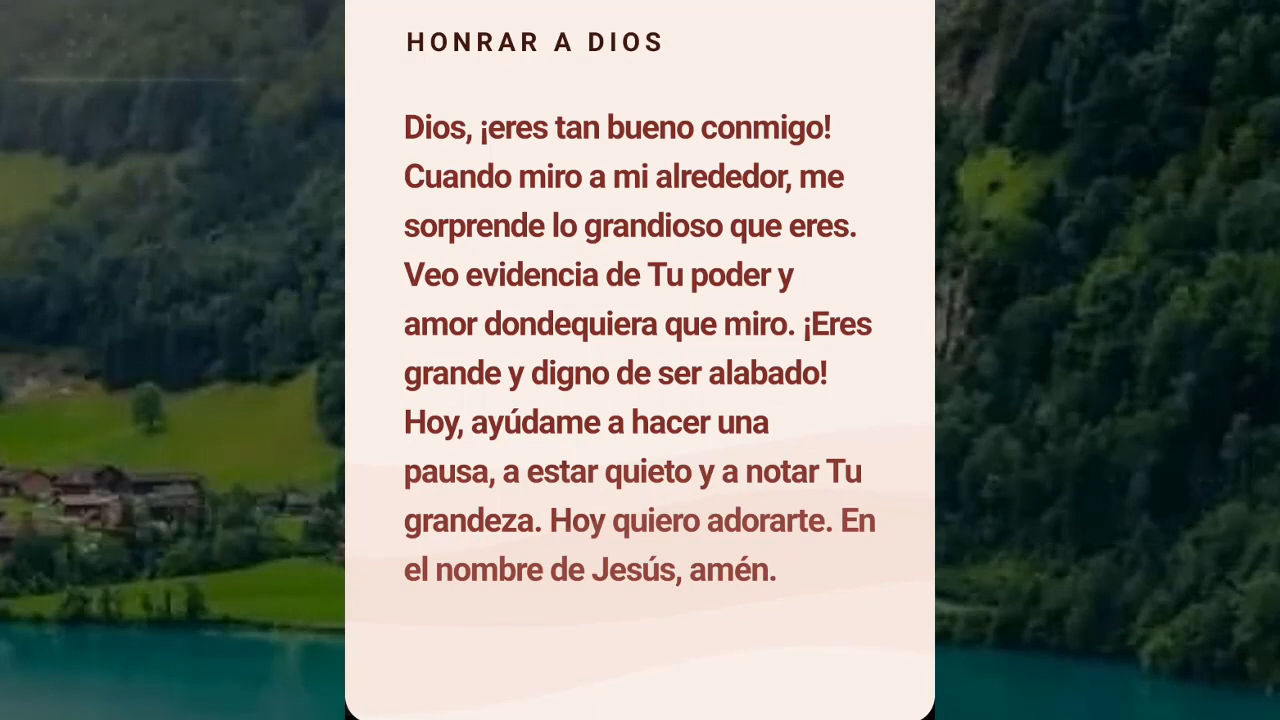 HONRAR A DIOS
Dios, ¡eres tan bueno conmigo!
Cuando miro a mi alrededor, me
sorprende lo grandioso que eres.
Veo evidencia de Tu poder y
amor dondequiera que miro. ¡Eres
grande y digno de ser alabado!
Hoy, ayúdame a hacer una
pausa, a estar quieto y a notar Tu
grandeza. Hoy quiero adorarte. En
el nombre de Jesús, amén.